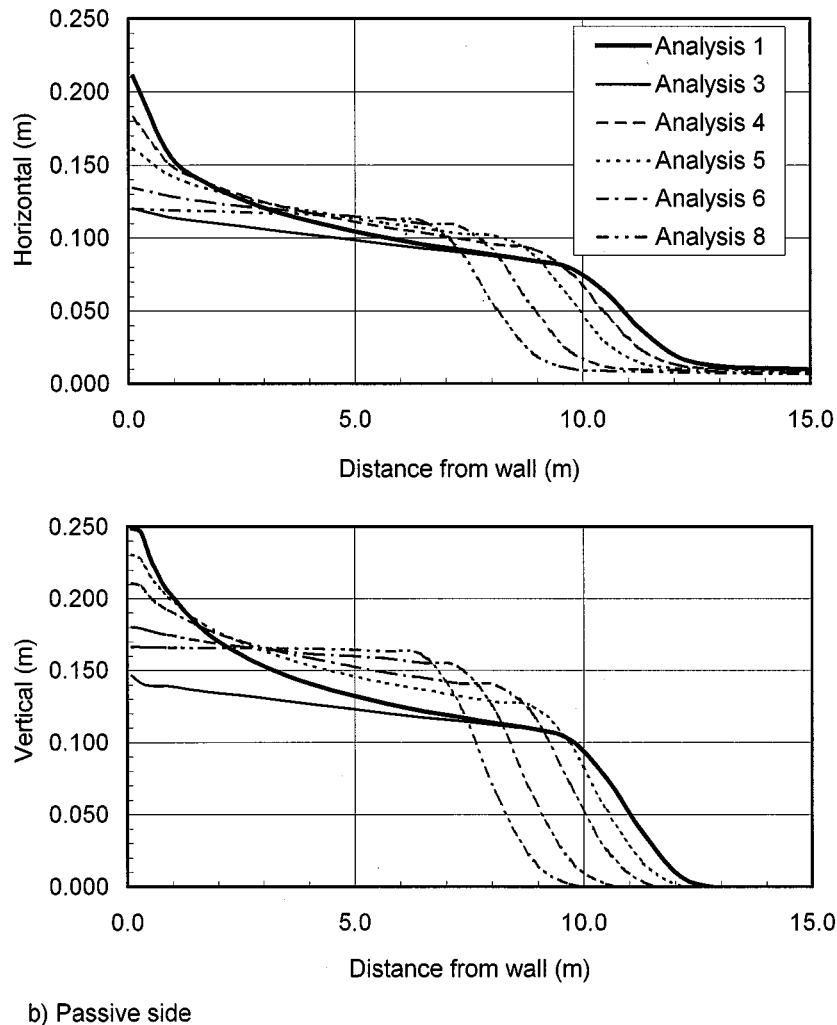 0.250
0.200
0.150
0.100
0.050
0.000
Horizontal (m)
Analysis 1
Analysis 3
Analysis 4
Analysis 5
Analysis 6
Analysis 8
0.0 5.0 10.0 15.0
Distance from wall (m)
0.250
0.200
0.150
0.100
0.050
0.000
Vertical (m)
0.0 5.0 10.0 15.0
Distance from wall (m)
b) Passive side